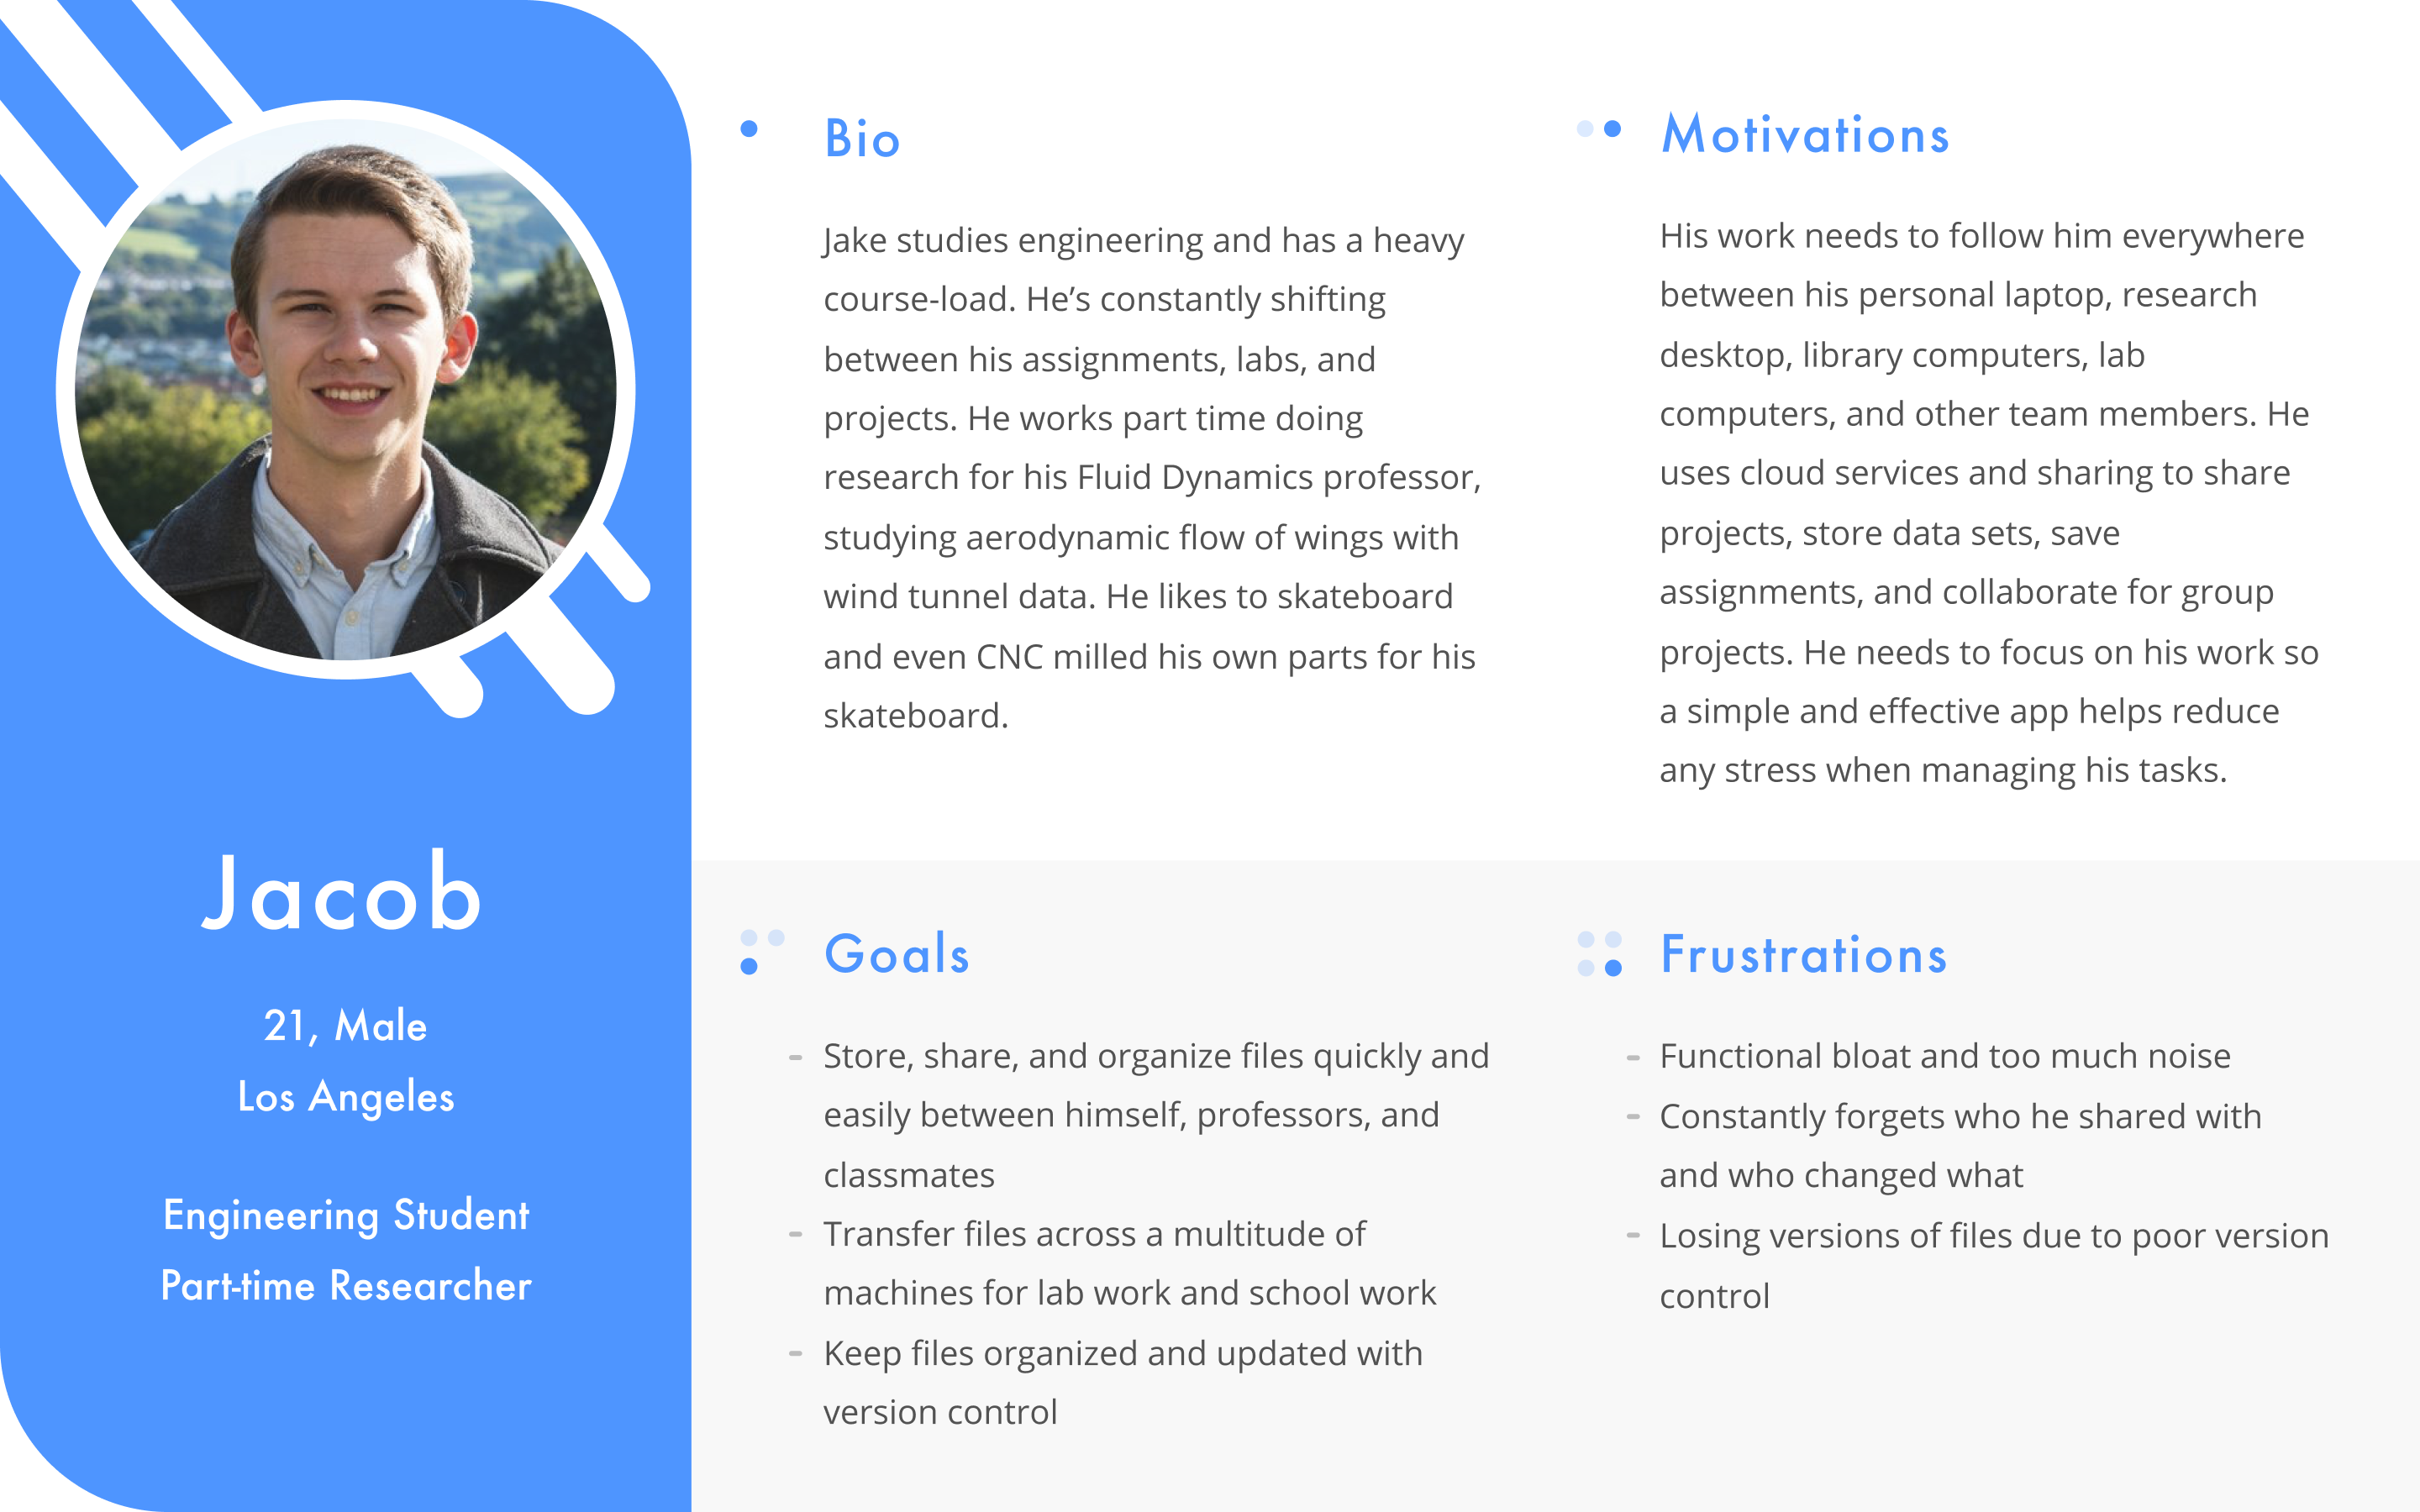 Jacob
21, Male
Los Angeles
Engineering Student
Part-time Researcher
Bio
Jake studies engineering and has a heavy
course-load. He’s constantly shifting
between his assignments, labs, and
projects. He works part time doing
research for his Fluid Dynamics professor,
studying aerodynamic flow of wings with
wind tunnel data. He likes to skateboard
and even CNC milled his own parts for his
skateboard.
Motivations
His work needs to follow him everywhere
between his personal laptop, research
desktop, library computers, lab
computers, and other team members. He
uses cloud services and sharing to share
projects, store data sets, save
assignments, and collaborate for group
projects. He needs to focus on his work so
a simple and effective app helps reduce
any stress when managing his tasks.
Goals
- Store, share, and organize files quickly and
easily between himself, professors, and
classmates
- Transfer files across a multitude of
machines for lab work and school work
- Keep files organized and updated with
version control
Frustrations
- Functional bloat and too much noise
- Constantly forgets who he shared with
and who changed what
- Losing versions of files due to poor version
control